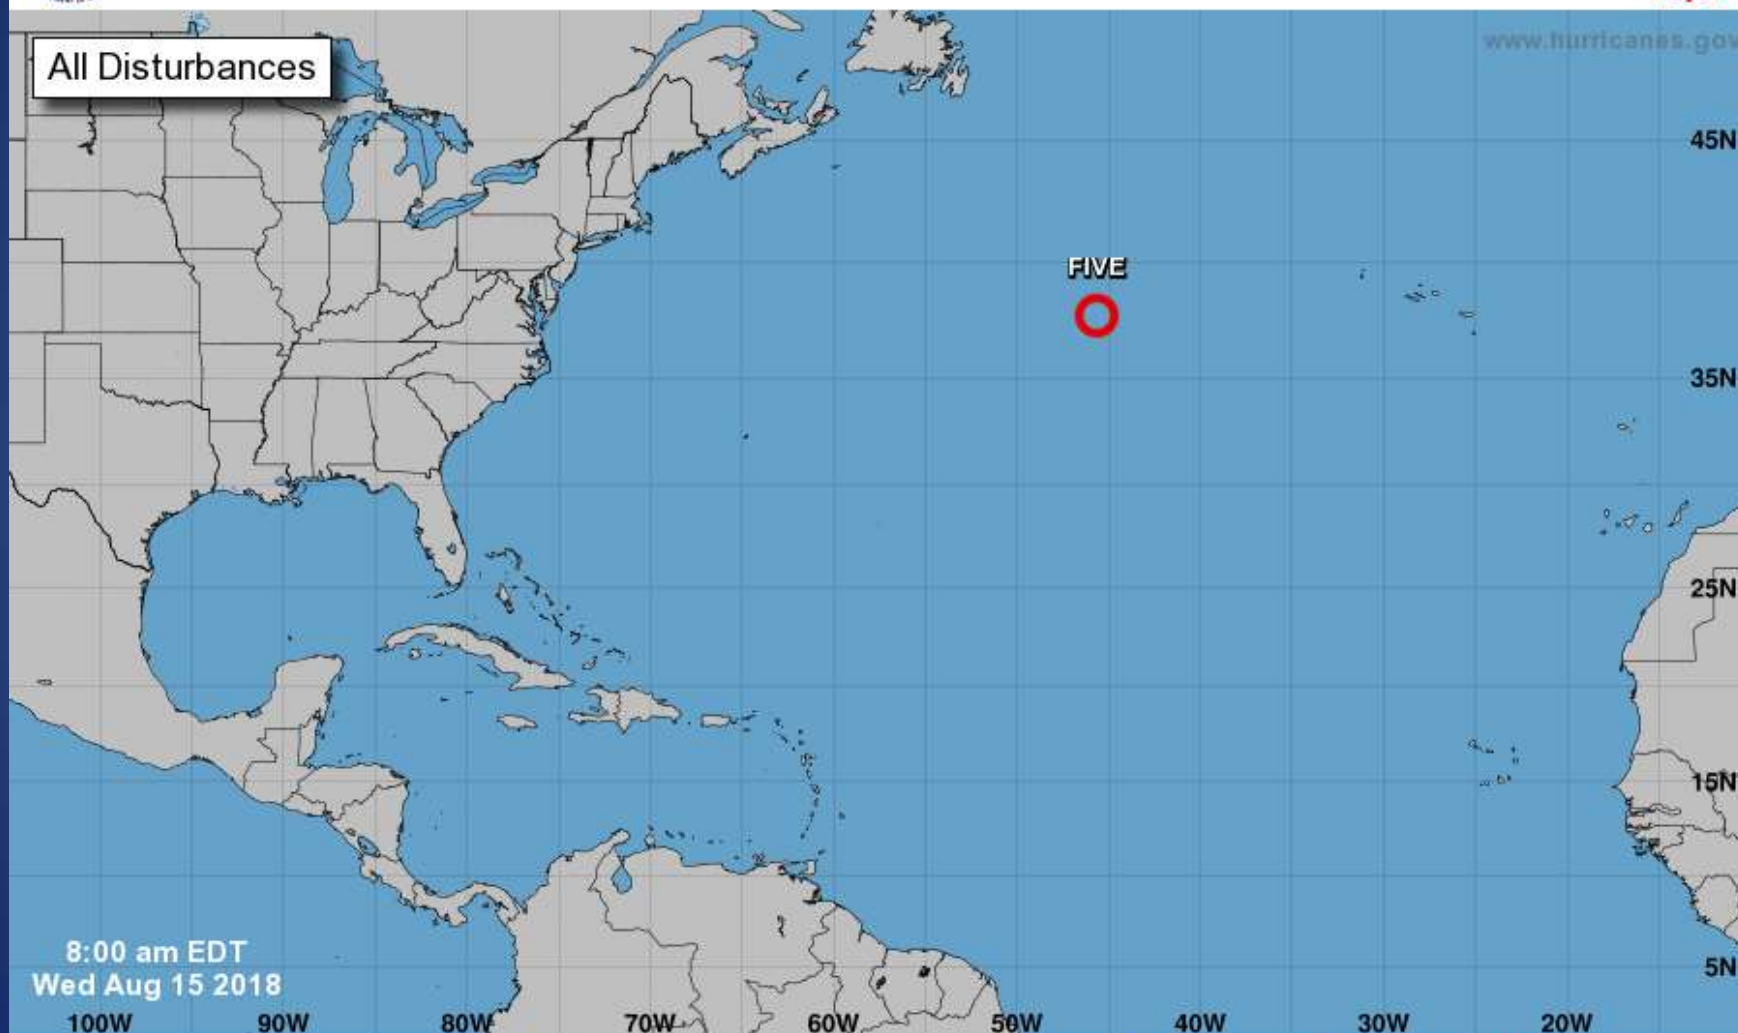 All Disturbances
www.hurricanes.gov
45N
FIVE
35N
25N
15N
5N
8:00 am EDT
Wed Aug 15 2018
100W 90W 80W 70W 60W 50W 40W 30W 20W